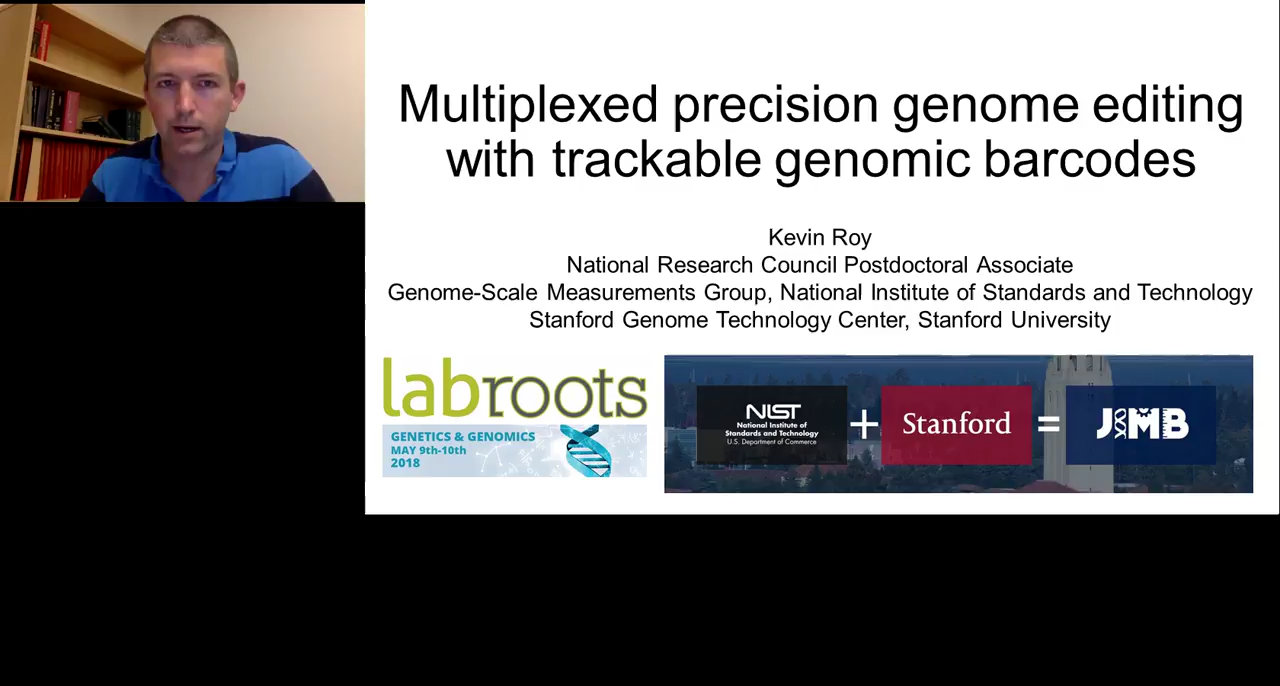 Multiplexed precision genome editing
with trackable genomic barcodes
Kevin Roy
National Research Council Postdoctoral Associate
Genome-Scale Measurements Group, National Institute of Standards and Technology
Stanford Genome Technology Center, Stanford University
labroots
GENETICS & GENOMICS
MAY 9th-10th
2018
NIST
National Institute of
Standards and Technology
U.S. Department of Commerce
+
Stanford
=
JIMB